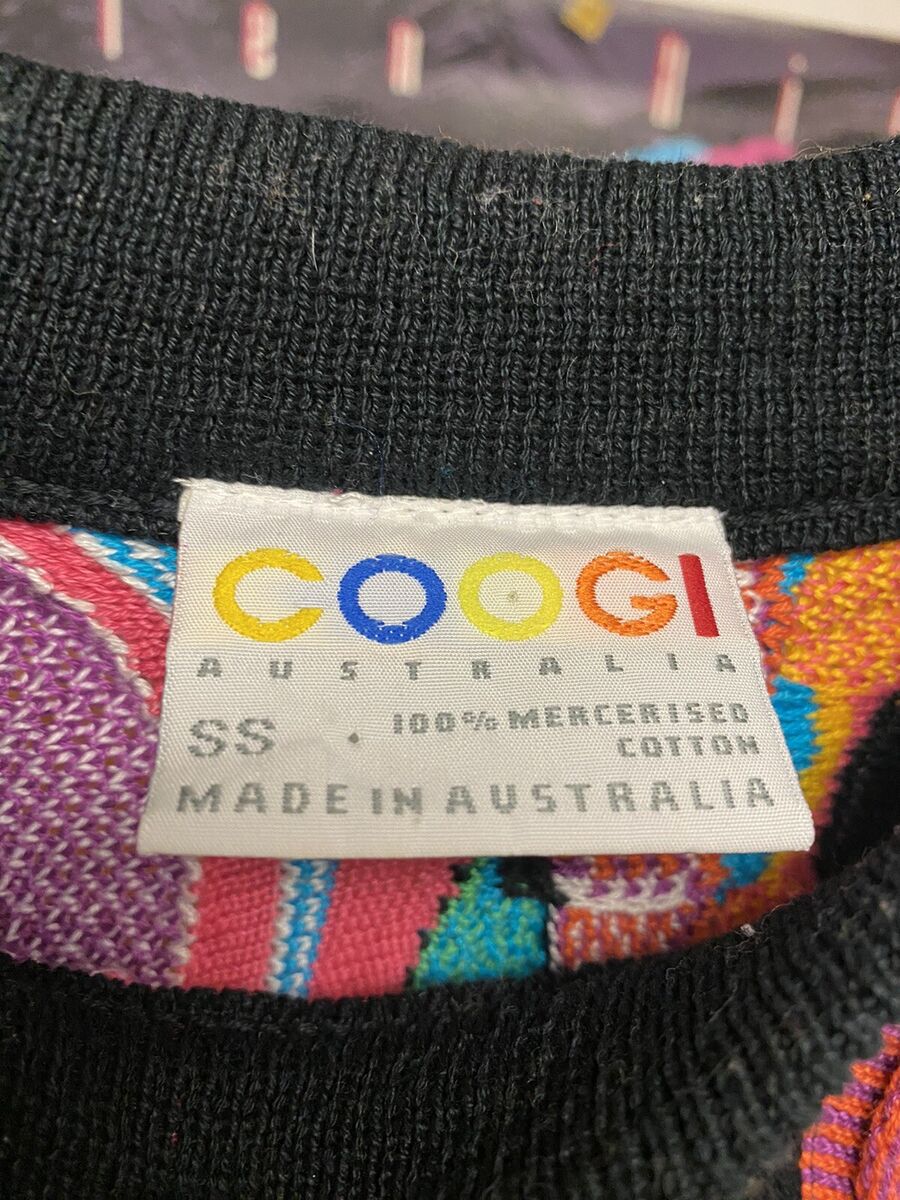 COOGI
AUSTRALIA
SS 100% MERCERISED
COTTON
MADE IN AUSTRALIA